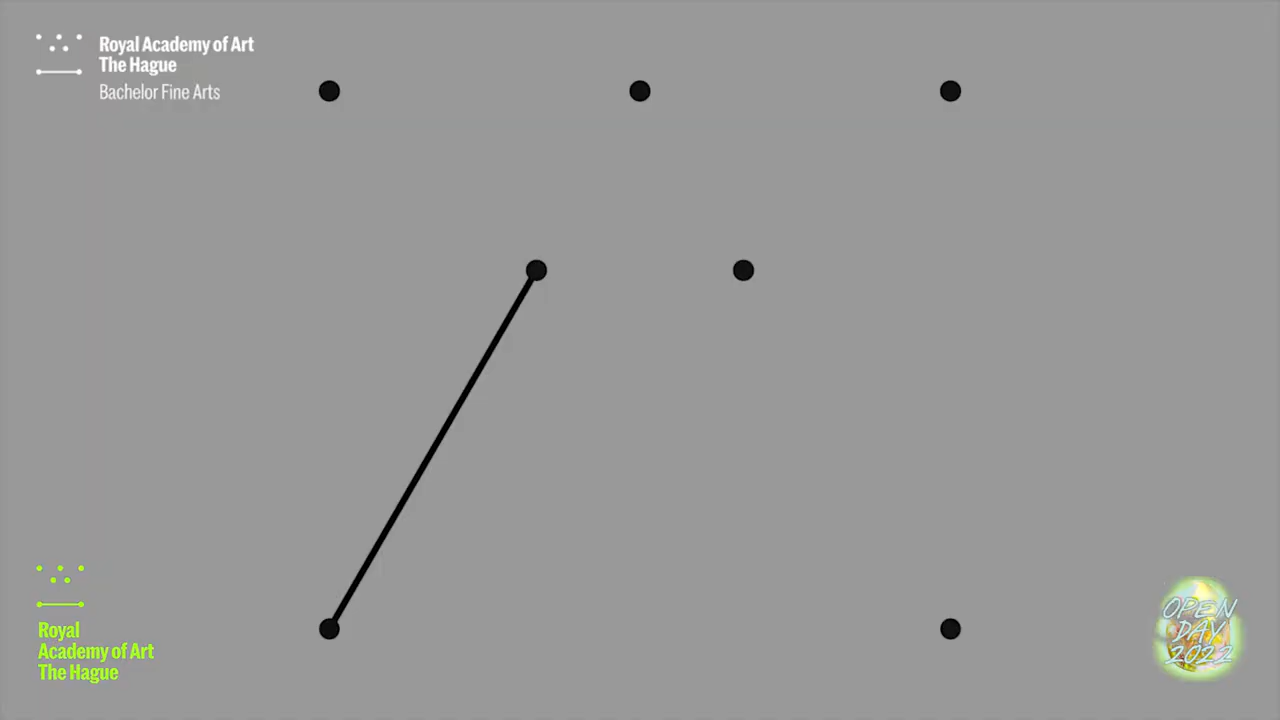 Royal Academy of Art
The Hague
Bachelor Fine Arts
Royal
Academy of Art
The Hague
OPEN
DAY
2022